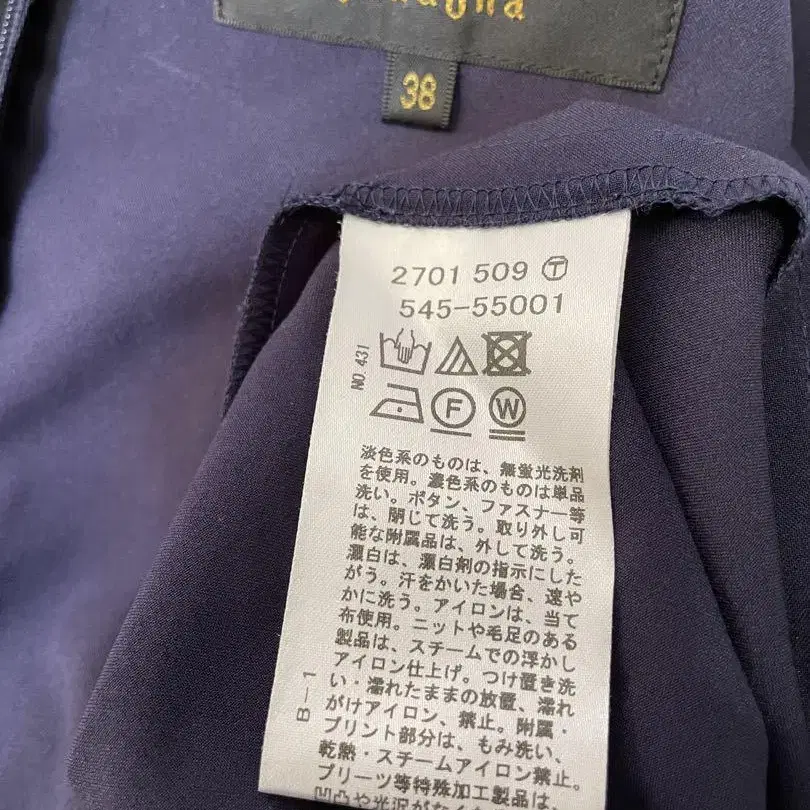 38
2701 509 Ⓣ
545-55001
NO.431
F
W
淡色系のものは、無蛍光洗剤
を使用。濃色系のものは単品
洗い。ボタン、ファスナー等
は、閉じて洗う。取り外し可
能な附属品は、外して洗う。
漂白は、漂白剤の指示にした
がう。汗をかいた場合、速や
かに洗う。アイロンは、当て
布使用。ニットや毛足のある
製品は、スチームでの浮かし
アイロン仕上げ。つけ置き洗
い・濡れたままの放置、濡れ
がけアイロン、禁止。附属・
プリント部分は、もみ洗い、
乾熱・スチームアイロン禁止。
プリーツ等特殊加工製品は、
凹凸や光沢がなく
B-1